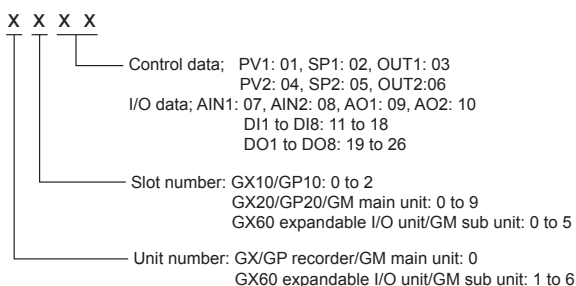 X X X X
Control data; PV1: 01, SP1: 02, OUT1: 03
PV2: 04, SP2: 05, OUT2:06
I/O data; AIN1: 07, AIN2: 08, AO1: 09, AO2: 10
DI1 to DI8: 11 to 18
DO1 to DO8: 19 to 26
Slot number: GX10/GP10: 0 to 2
GX20/GP20/GM main unit: 0 to 9
GX60 expandable I/O unit/GM sub unit: 0 to 5
Unit number: GX/GP recorder/GM main unit: 0
GX60 expandable I/O unit/GM sub unit: 1 to 6